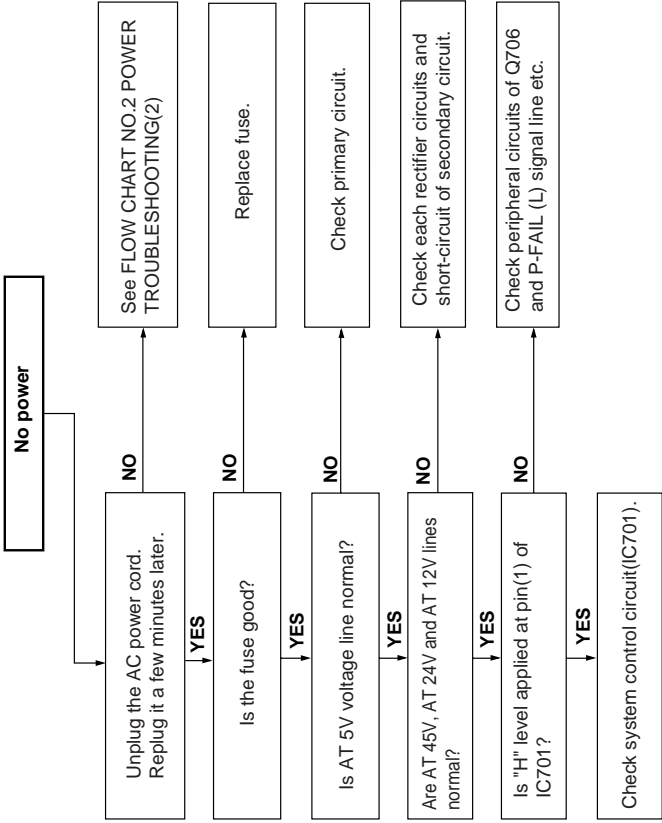 No power
Unplug the AC power cord.
Replug it a few minutes later.
NO
See FLOW CHART NO.2 POWER
TROUBLESHOOTING(2)
YES
Is the fuse good?
NO
Replace fuse.
YES
Is AT 5V voltage line normal?
NO
Check primary circuit.
YES
Are AT 45V, AT 24V and AT 12V lines
normal?
NO
Check each rectifier circuits and
short-circuit of secondary circuit.
YES
Is "H" level applied at pin(1) of
IC701?
NO
Check peripheral circuits of Q706
and P-FAIL (L) signal line etc.
YES
Check system control circuit(IC701).